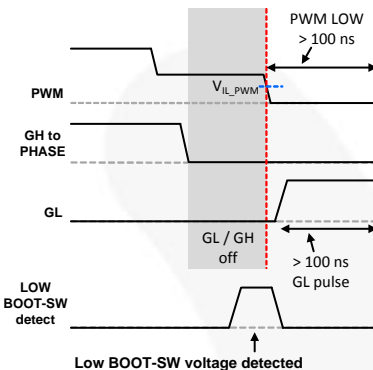 PWM LOW
> 100 ns
V_IL_PWM
PWM
GH to
PHASE
GL
GL / GH
off
> 100 ns
GL pulse
LOW
BOOT-SW
detect
Low BOOT-SW voltage detected